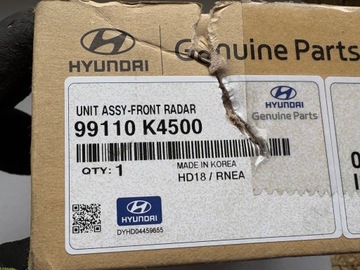 HYUNDAI
Genuine Parts
UNIT ASSY-FRONT RADAR
99110 K4500
QTY: 1
MADE IN KOREA
HD18 / RNEA
HYUNDAI
DYHD04459655
HYUNDAI
Genuine Parts